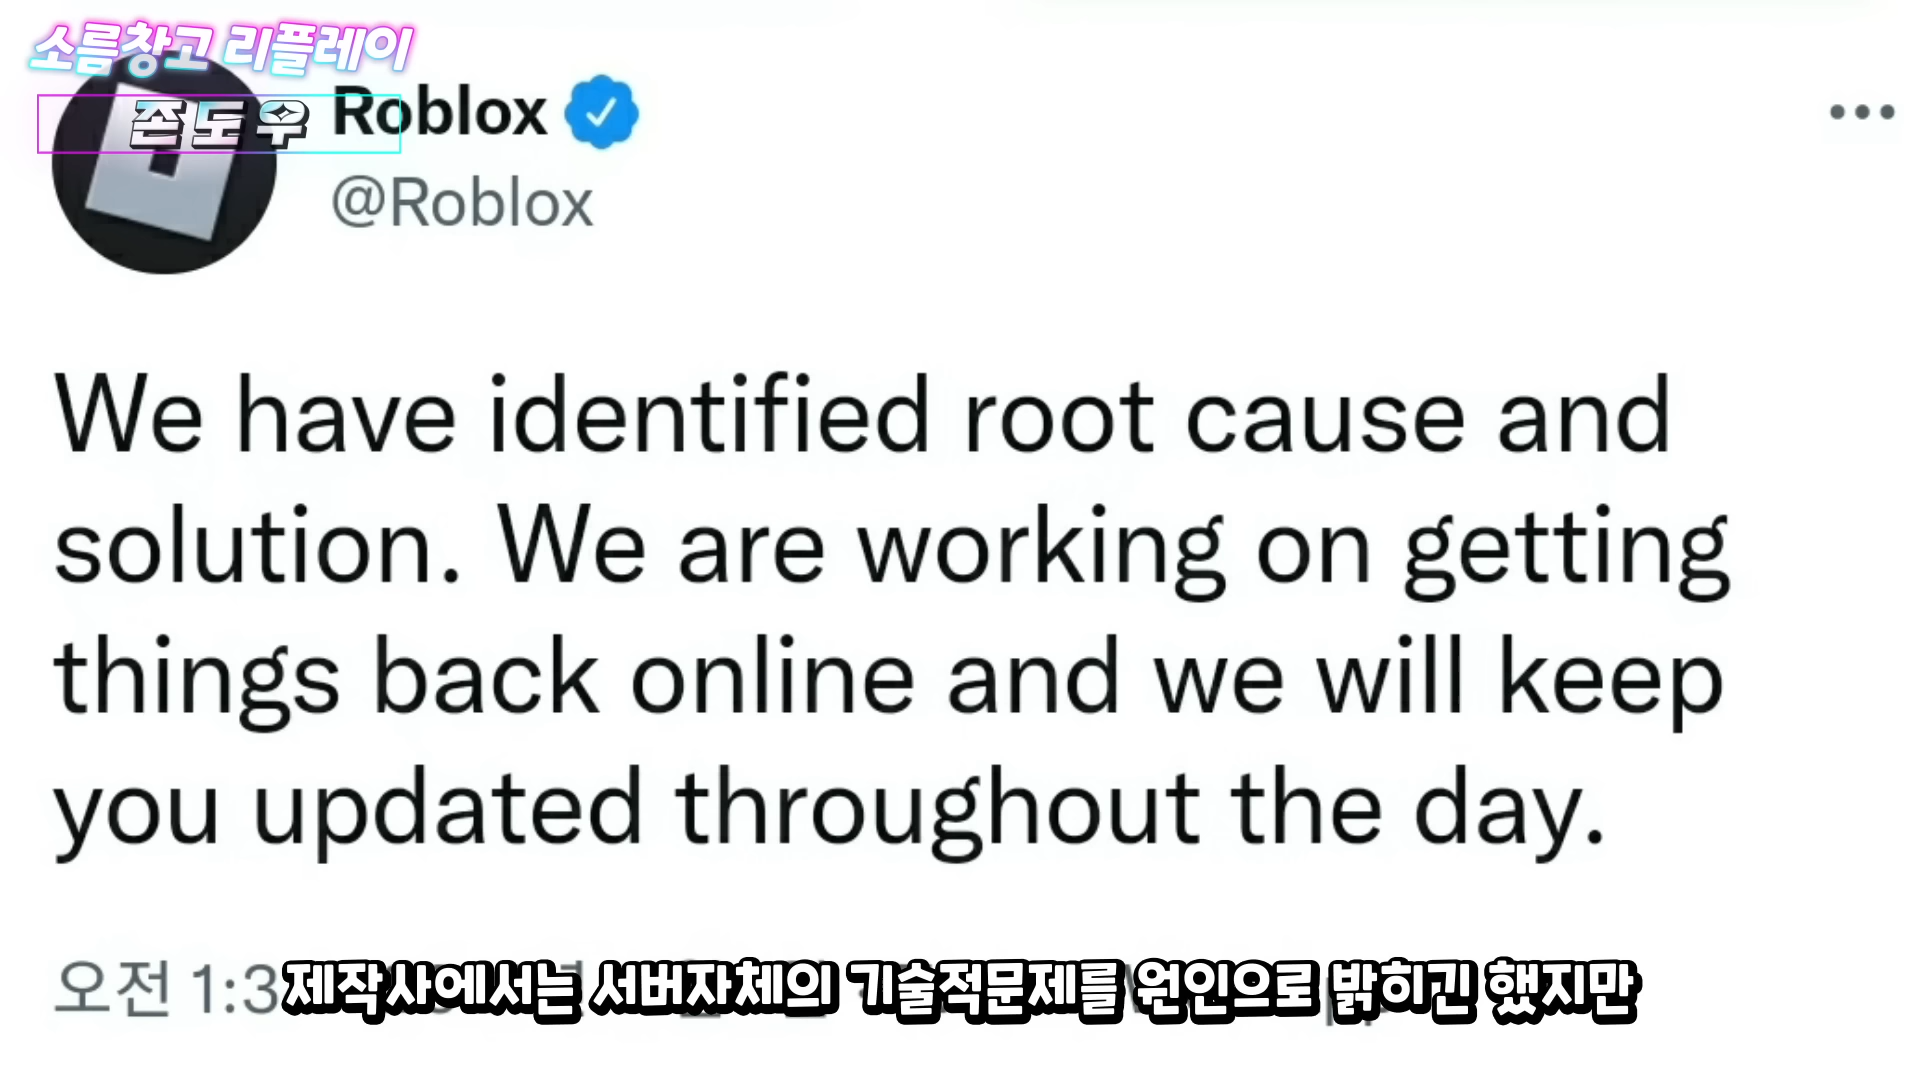 소름창고 리플레이
존도우
Roblox
@Roblox
We have identified root cause and
solution. We are working on getting
things back online and we will keep
you updated throughout the day.
오전
제작사에서는 서버자체의 기술적문제를 원인으로 밝히긴 했지만